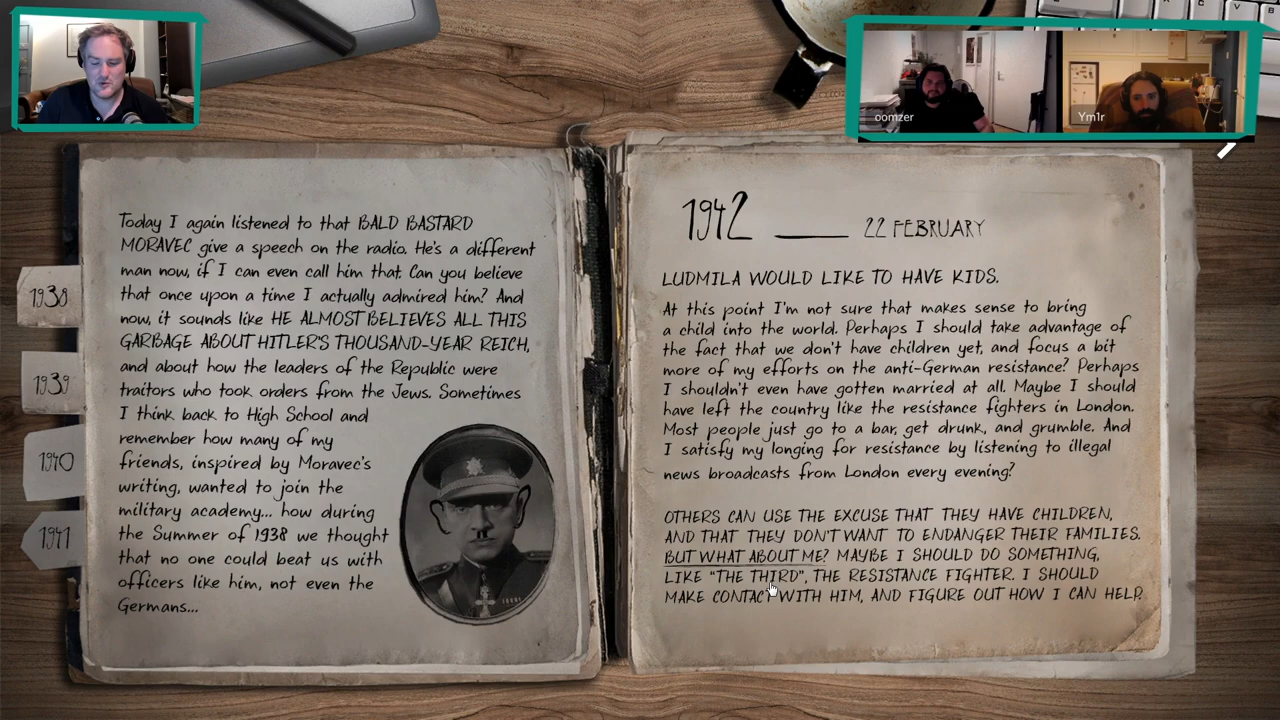 oomzer
Ym1r
1938
1939
1940
1941
Today I again listened to that BALD BASTARD
MORAVEC give a speech on the radio. He's a different
man now, if I can even call him that. Can you believe
that once upon a time I actually admired him? And
now, it sounds like HE ALMOST BELIEVES ALL THIS
GARBAGE ABOUT HITLER'S THOUSAND-YEAR REICH,
and about how the leaders of the Republic were
traitors who took orders from the Jews. Sometimes
I think back to High School and
remember how many of my
friends, inspired by Moravec's
writing, wanted to join the
military academy... how during
the Summer of 1938 we thought
that no one could beat us with
officers like him, not even the
Germans...
1942 22 FEBRUARY
LUDMILA WOULD LIKE TO HAVE KIDS.
At this point I'm not sure that makes sense to bring
a child into the world. Perhaps I should take advantage of
the fact that we don't have children yet, and focus a bit
more of my efforts on the anti-German resistance? Perhaps
I shouldn't even have gotten married at all. Maybe I should
have left the country like the resistance fighters in London.
Most people just go to a bar, get drunk, and grumble. And
I satisfy my longing for resistance by listening to illegal
news broadcasts from London every evening?
OTHERS CAN USE THE EXCUSE THAT THEY HAVE CHILDREN,
AND THAT THEY DON'T WANT TO ENDANGER THEIR FAMILIES.
BUT WHAT ABOUT ME? MAYBE I SHOULD DO SOMETHING,
LIKE "THE THIRD", THE RESISTANCE FIGHTER. I SHOULD
MAKE CONTACT WITH HIM, AND FIGURE OUT HOW I CAN HELP.